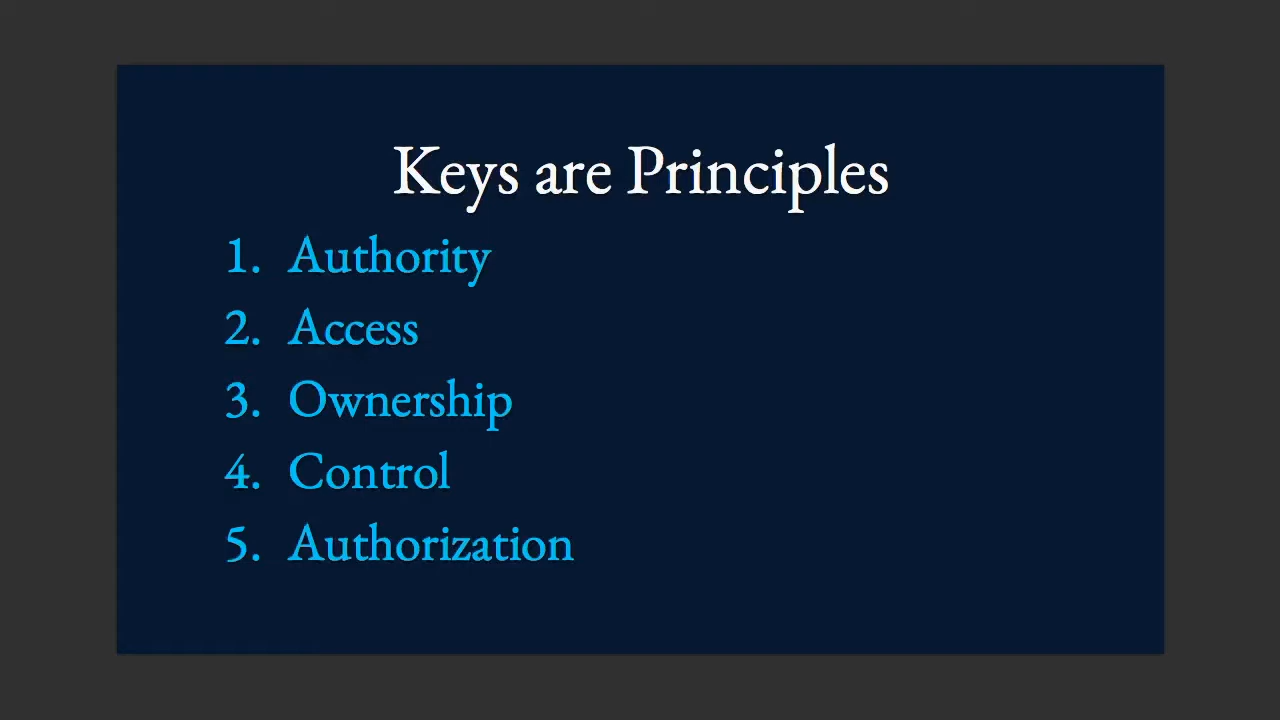 Keys are Principles
1. Authority
2. Access
3. Ownership
4. Control
5. Authorization